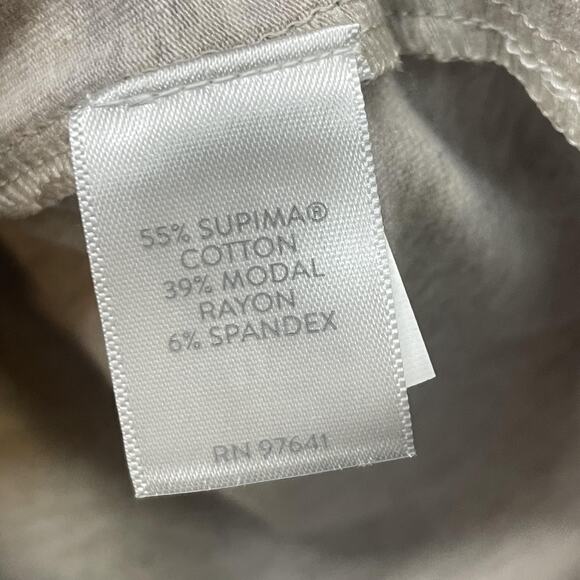 55% SUPIMA®
COTTON
39% MODAL
RAYON
6% SPANDEX
RN 97641